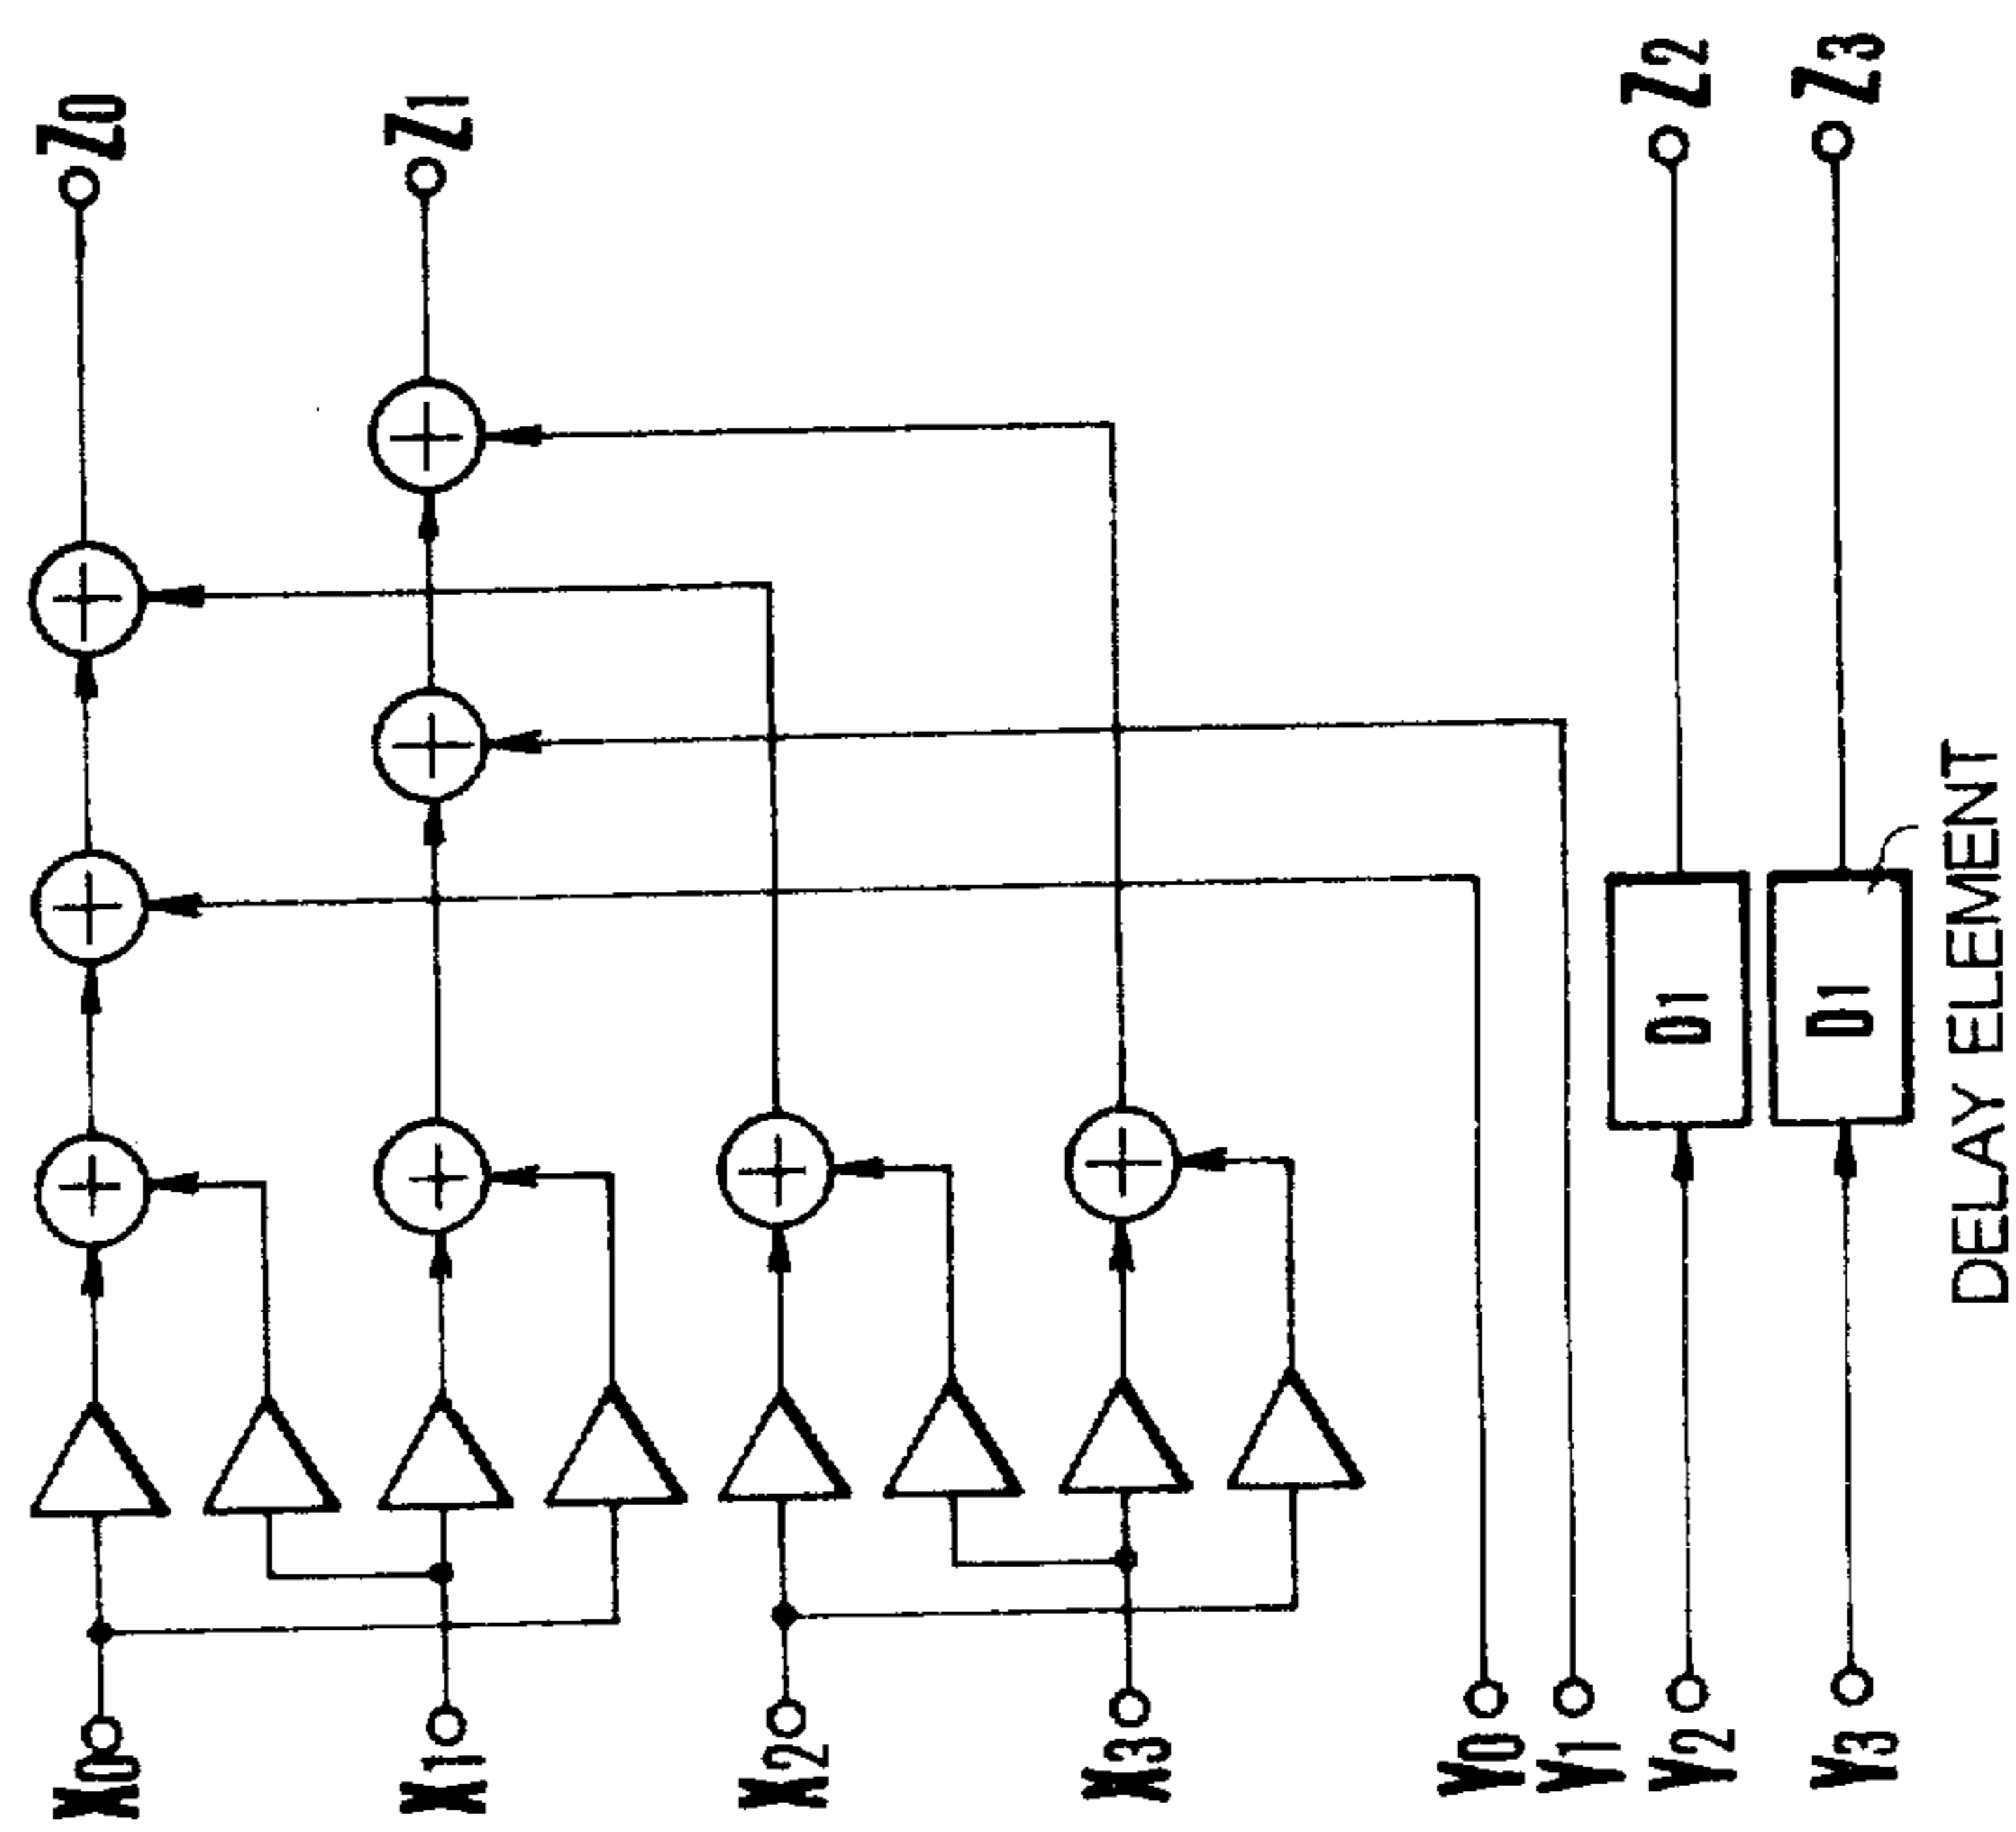 X0
X1
X2
X3
Y0
Y1
Y2
Y3
D1
D1
DELAY ELEMENT
Z0
Z1
Z2
Z3